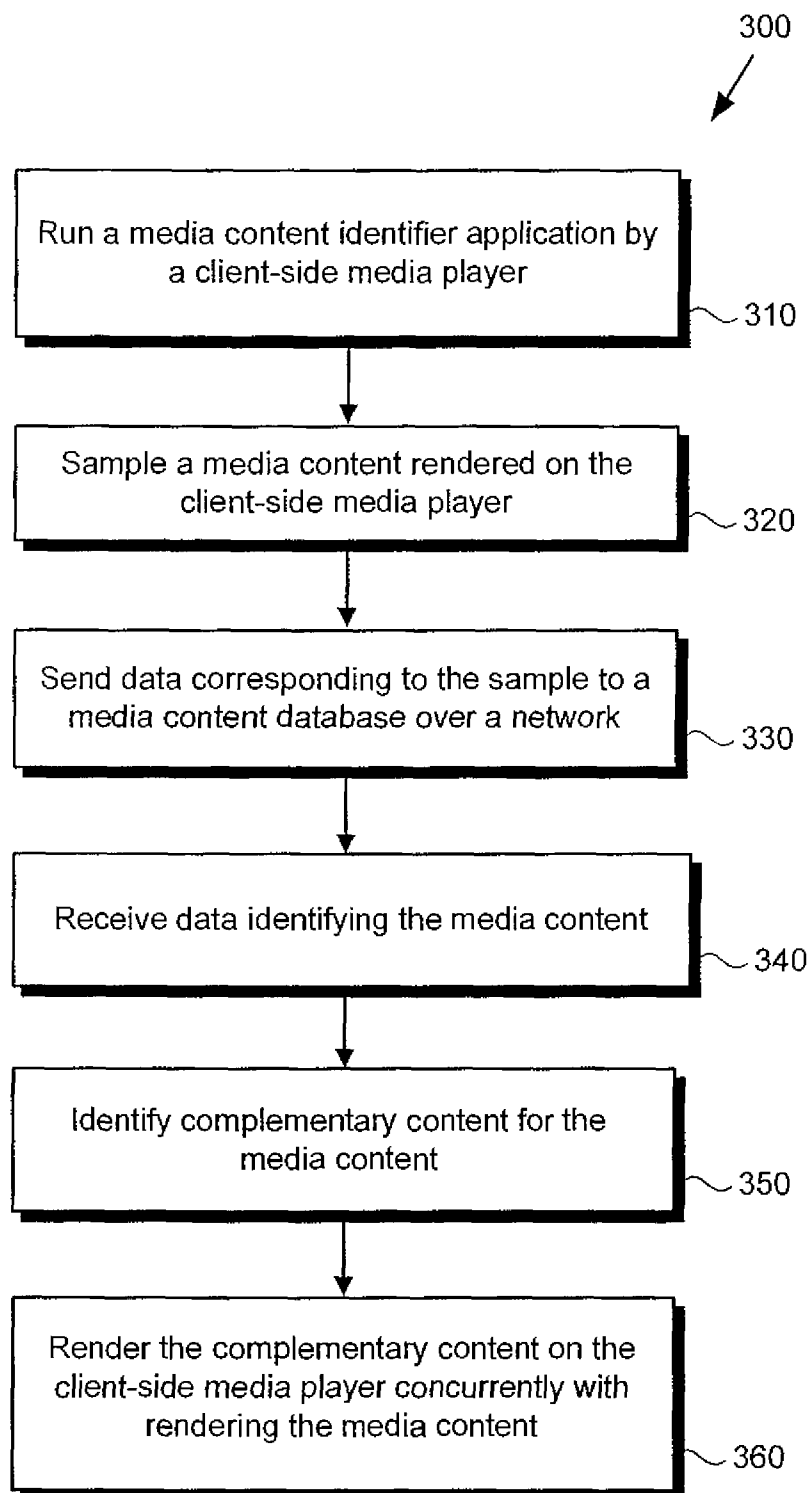 300
Run a media content identifier application by
a client-side media player
310
Sample a media content rendered on the
client-side media player
320
Send data corresponding to the sample to a
media content database over a network
330
Receive data identifying the media content
340
Identify complementary content for the
media content
350
Render the complementary content on the
client-side media player concurrently with
rendering the media content
360